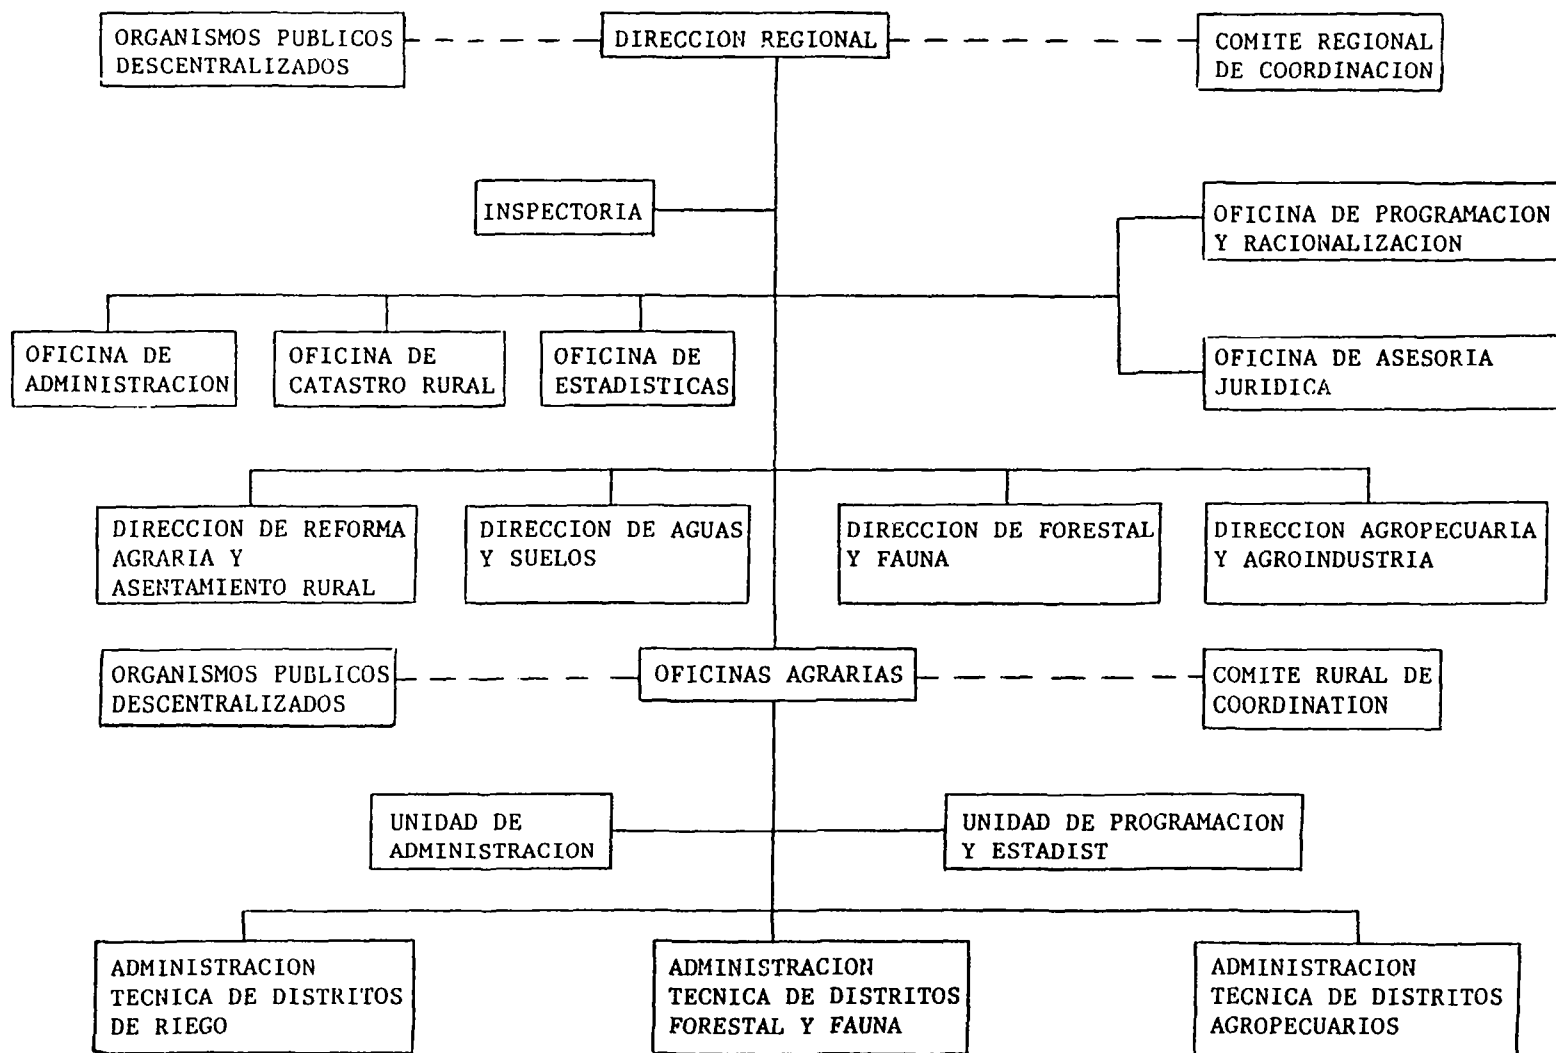 ORGANISMOS PUBLICOS
DESCENTRALIZADOS
DIRECCION REGIONAL
COMITE REGIONAL
DE COORDINACION
INSPECTORIA
OFICINA DE PROGRAMACION
Y RACIONALIZACION
OFICINA DE
ADMINISTRACION
OFICINA DE
CATASTRO RURAL
OFICINA DE
ESTADISTICAS
OFICINA DE ASESORIA
JURIDICA
DIRECCION DE REFORMA
AGRARIA Y
ASENTAMIENTO RURAL
DIRECCION DE AGUAS
Y SUELOS
DIRECCION DE FORESTAL
Y FAUNA
DIRECCION AGROPECUARIA
Y AGROINDUSTRIA
ORGANISMOS PUBLICOS
DESCENTRALIZADOS
OFICINAS AGRARIAS
COMITE RURAL DE
COORDINATION
UNIDAD DE
ADMINISTRACION
UNIDAD DE PROGRAMACION
Y ESTADIST
ADMINISTRACION
TECNICA DE DISTRITOS
DE RIEGO
ADMINISTRACION
TECNICA DE DISTRITOS
FORESTAL Y FAUNA
ADMINISTRACION
TECNICA DE DISTRITOS
AGROPECUARIOS